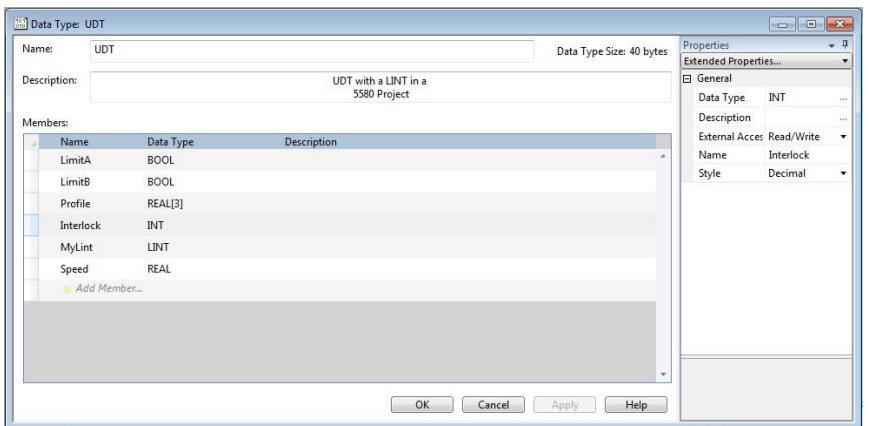 Data Type: UDT
Name: UDT Data Type Size: 40 bytes
Description: UDT with a LINT in a
5580 Project
Members:
Name Data Type Description
LimitA BOOL
LimitB BOOL
Profile REAL[3]
Interlock INT
MyLint LINT
Speed REAL
Add Member...
OK Cancel Apply Help
Properties
Extended Properties...
General
Data Type INT ...
Description ...
External Acces Read/Write
Name Interlock
Style Decimal